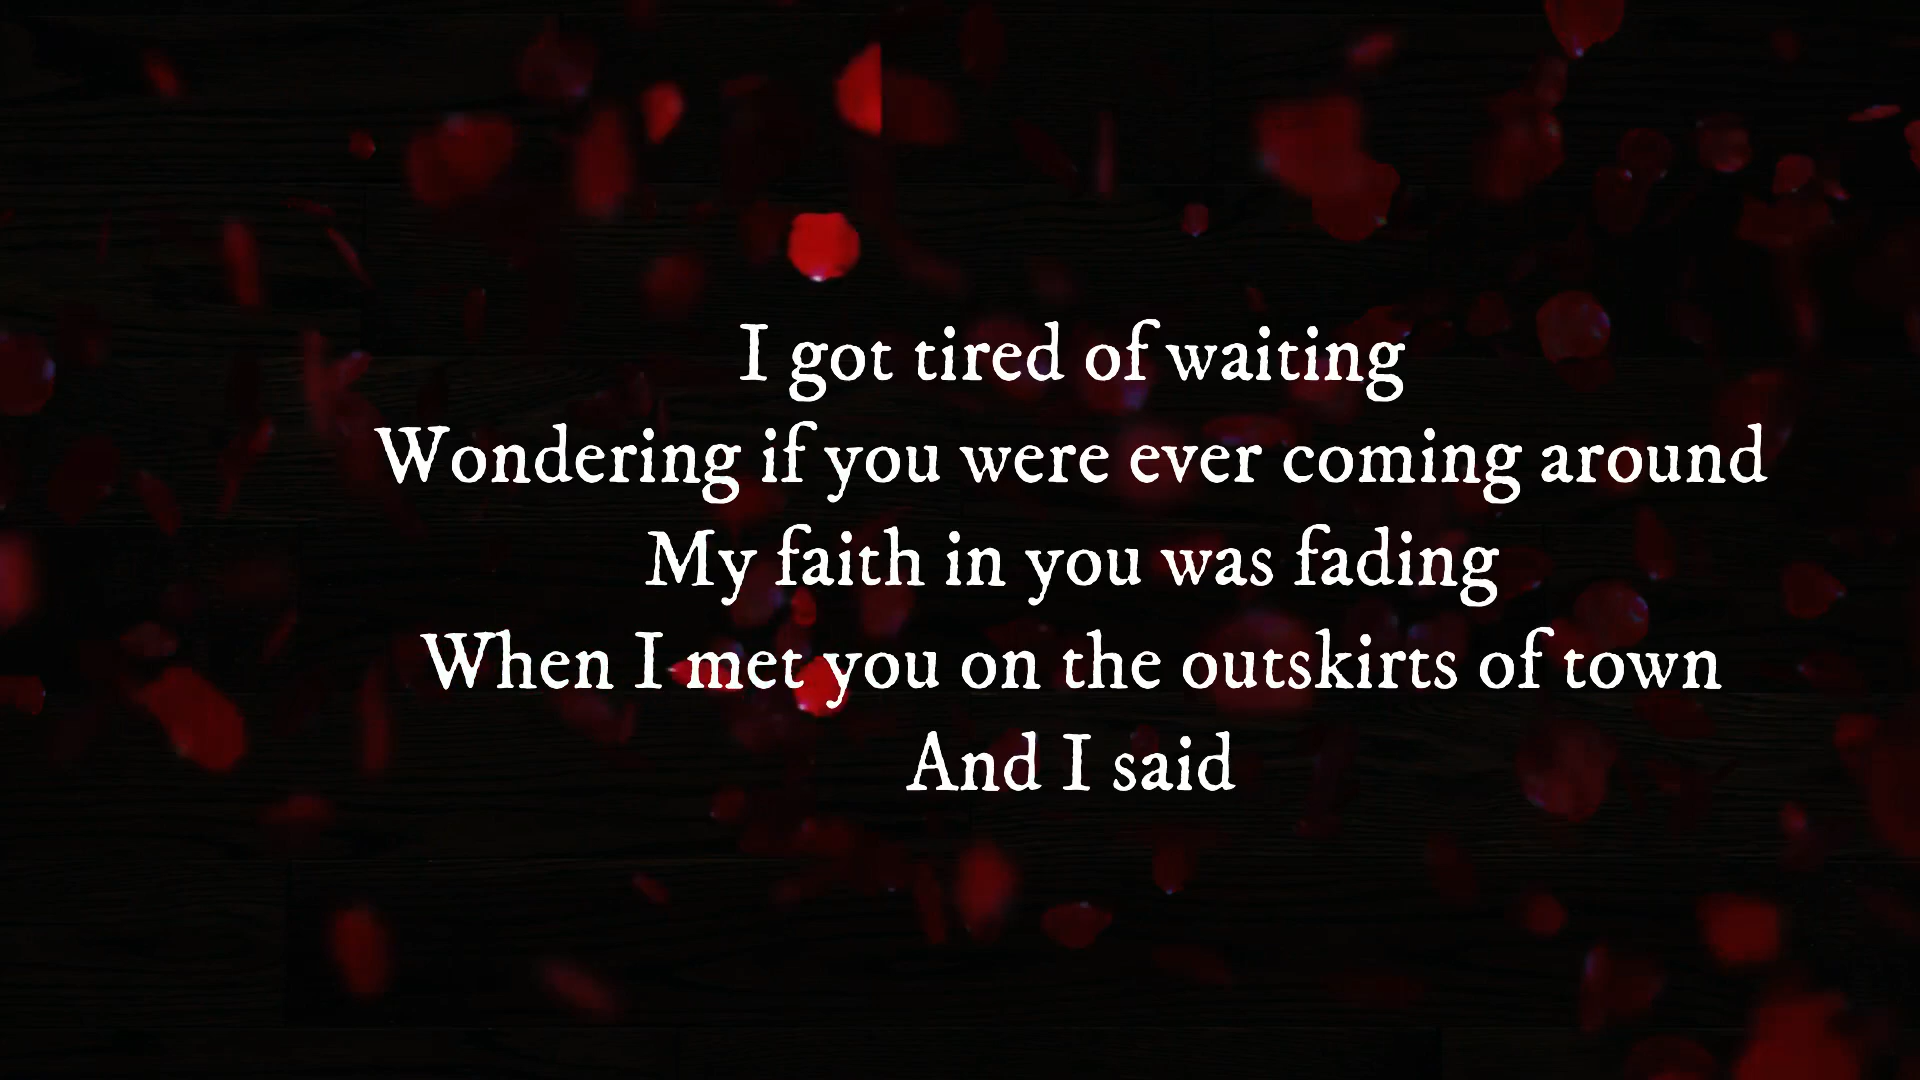 I got tired of waiting
Wondering if you were ever coming around
My faith in you was fading
When I met you on the outskirts of town
And I said